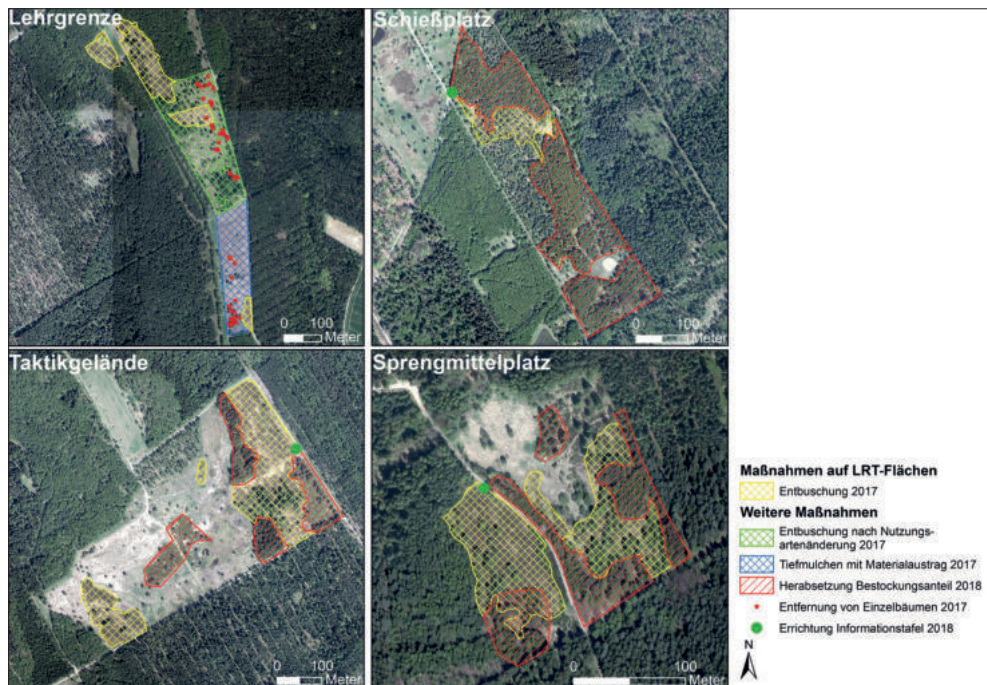 Lehrgrenze
0 100
Meter
Schießplatz
0 100
Meter
Taktikgelände
0 100
Meter
Sprengmittelplatz
0 100
Meter
Maßnahmen auf LRT-Flächen
Entbuschung 2017
Weitere Maßnahmen
Entbuschung nach Nutzungs-
artenänderung 2017
Tiefmulchen mit Materialaustrag 2017
Herabsetzung Bestockungsanteil 2018
Entfernung von Einzelbäumen 2017
Errichtung Informationstafel 2018
N